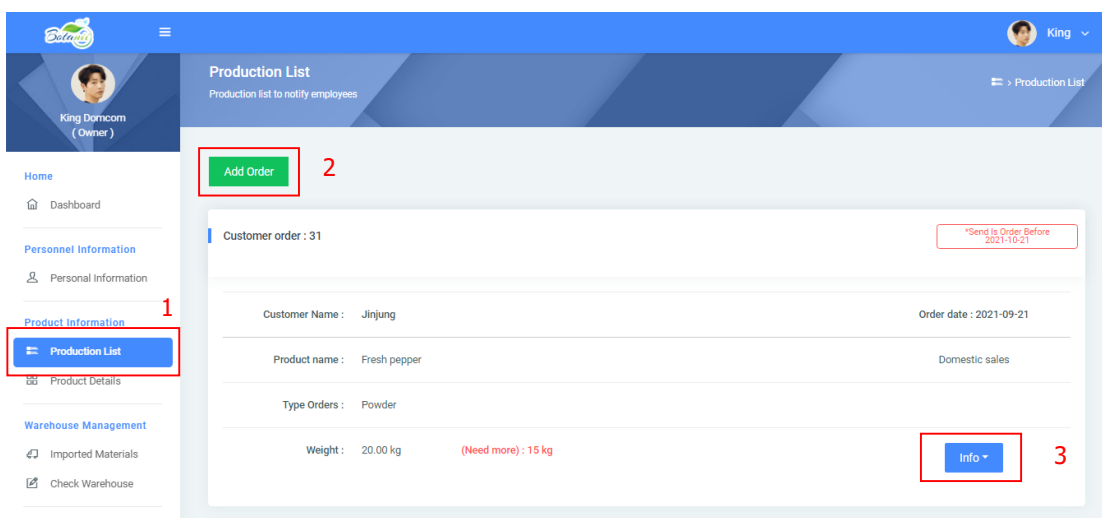 Botanic
King
King Domcom
( Owner )
Production List
Production list to notify employees
> Production List
Add Order
2
Home
Dashboard
Personnel Information
Personal Information
1
Product Information
Production List
Product Details
Warehouse Management
Imported Materials
Check Warehouse
Customer order : 31
*Send Is Order Before
2021-10-21
Customer Name : Jinjung Order date : 2021-09-21
Product name : Fresh pepper Domestic sales
Type Orders : Powder
Weight : 20.00 kg (Need more) : 15 kg
Info
3